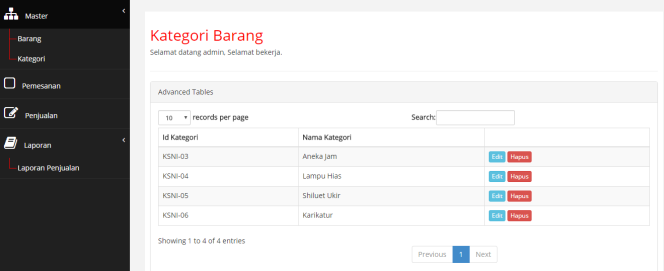 Master
Barang
Kategori
Pemesanan
Penjualan
Laporan
Laporan Penjualan
Kategori Barang
Selamat datang admin, Selamat bekerja.
Advanced Tables
10 records per page Search:
Id Kategori Nama Kategori
KSNI-03 Aneka Jam Edit Hapus
KSNI-04 Lampu Hias Edit Hapus
KSNI-05 Shiluet Ukir Edit Hapus
KSNI-06 Karikatur Edit Hapus
Showing 1 to 4 of 4 entries
Previous 1 Next